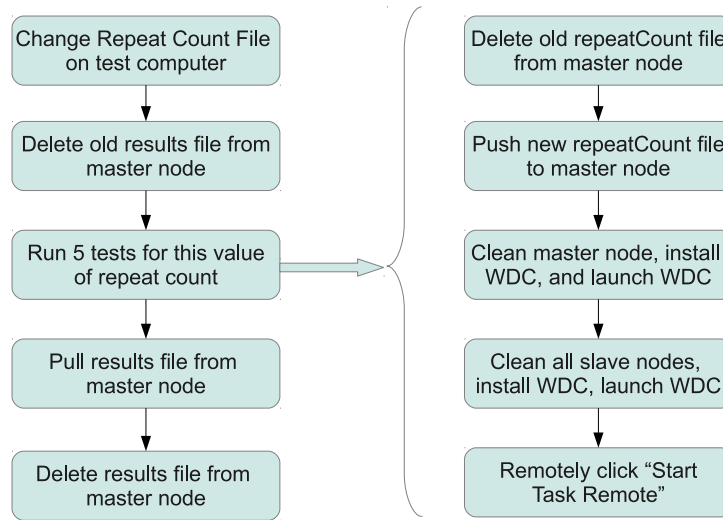 Change Repeat Count File
on test computer
Delete old results file from
master node
Run 5 tests for this value
of repeat count
Pull results file from
master node
Delete results file from
master node
Delete old repeatCount file
from master node
Push new repeatCount file
to master node
Clean master node, install
WDC, and launch WDC
Clean all slave nodes,
install WDC, launch WDC
Remotely click “Start
Task Remote”